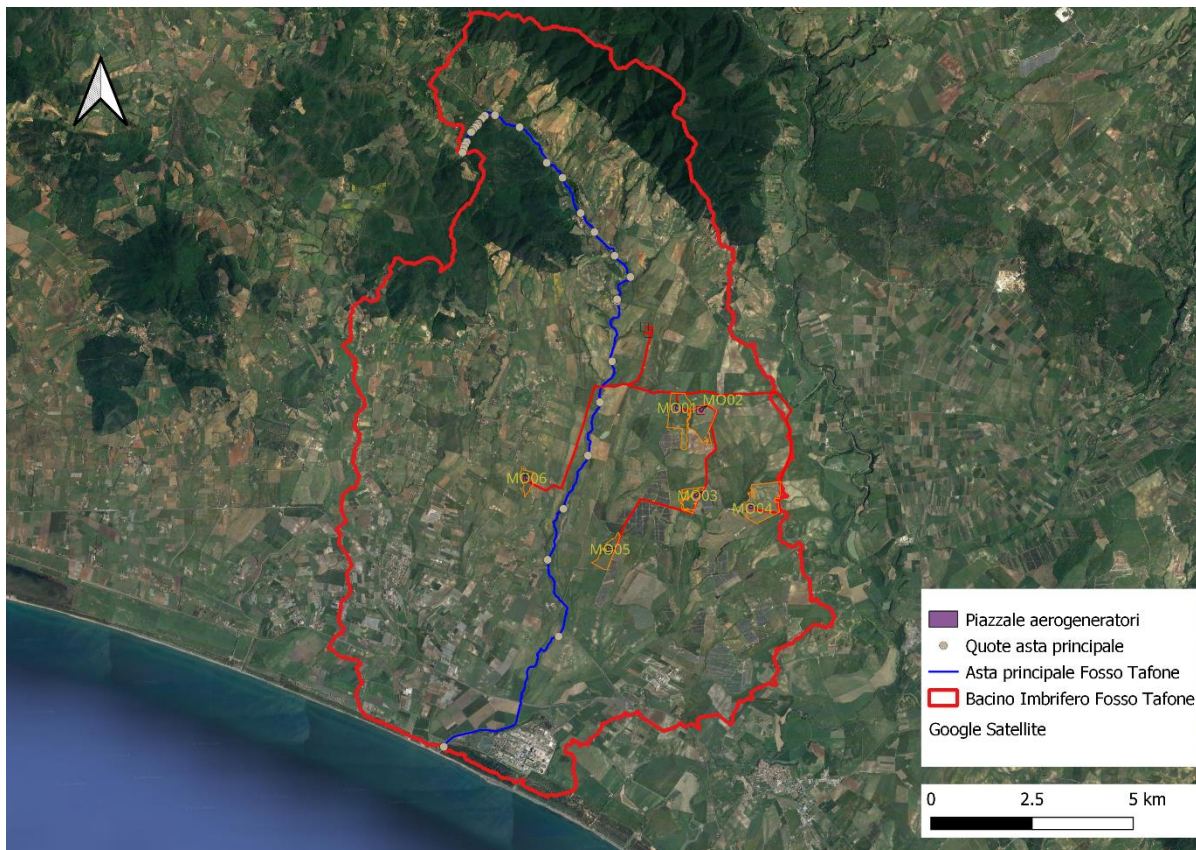 MO01
MO02
MO06
MO03
MO04
MO05
Piazzale aerogeneratori
Quote asta principale
Asta principale Fosso Tafone
Bacino Imbrifero Fosso Tafone
Google Satellite
0 2.5 5 km